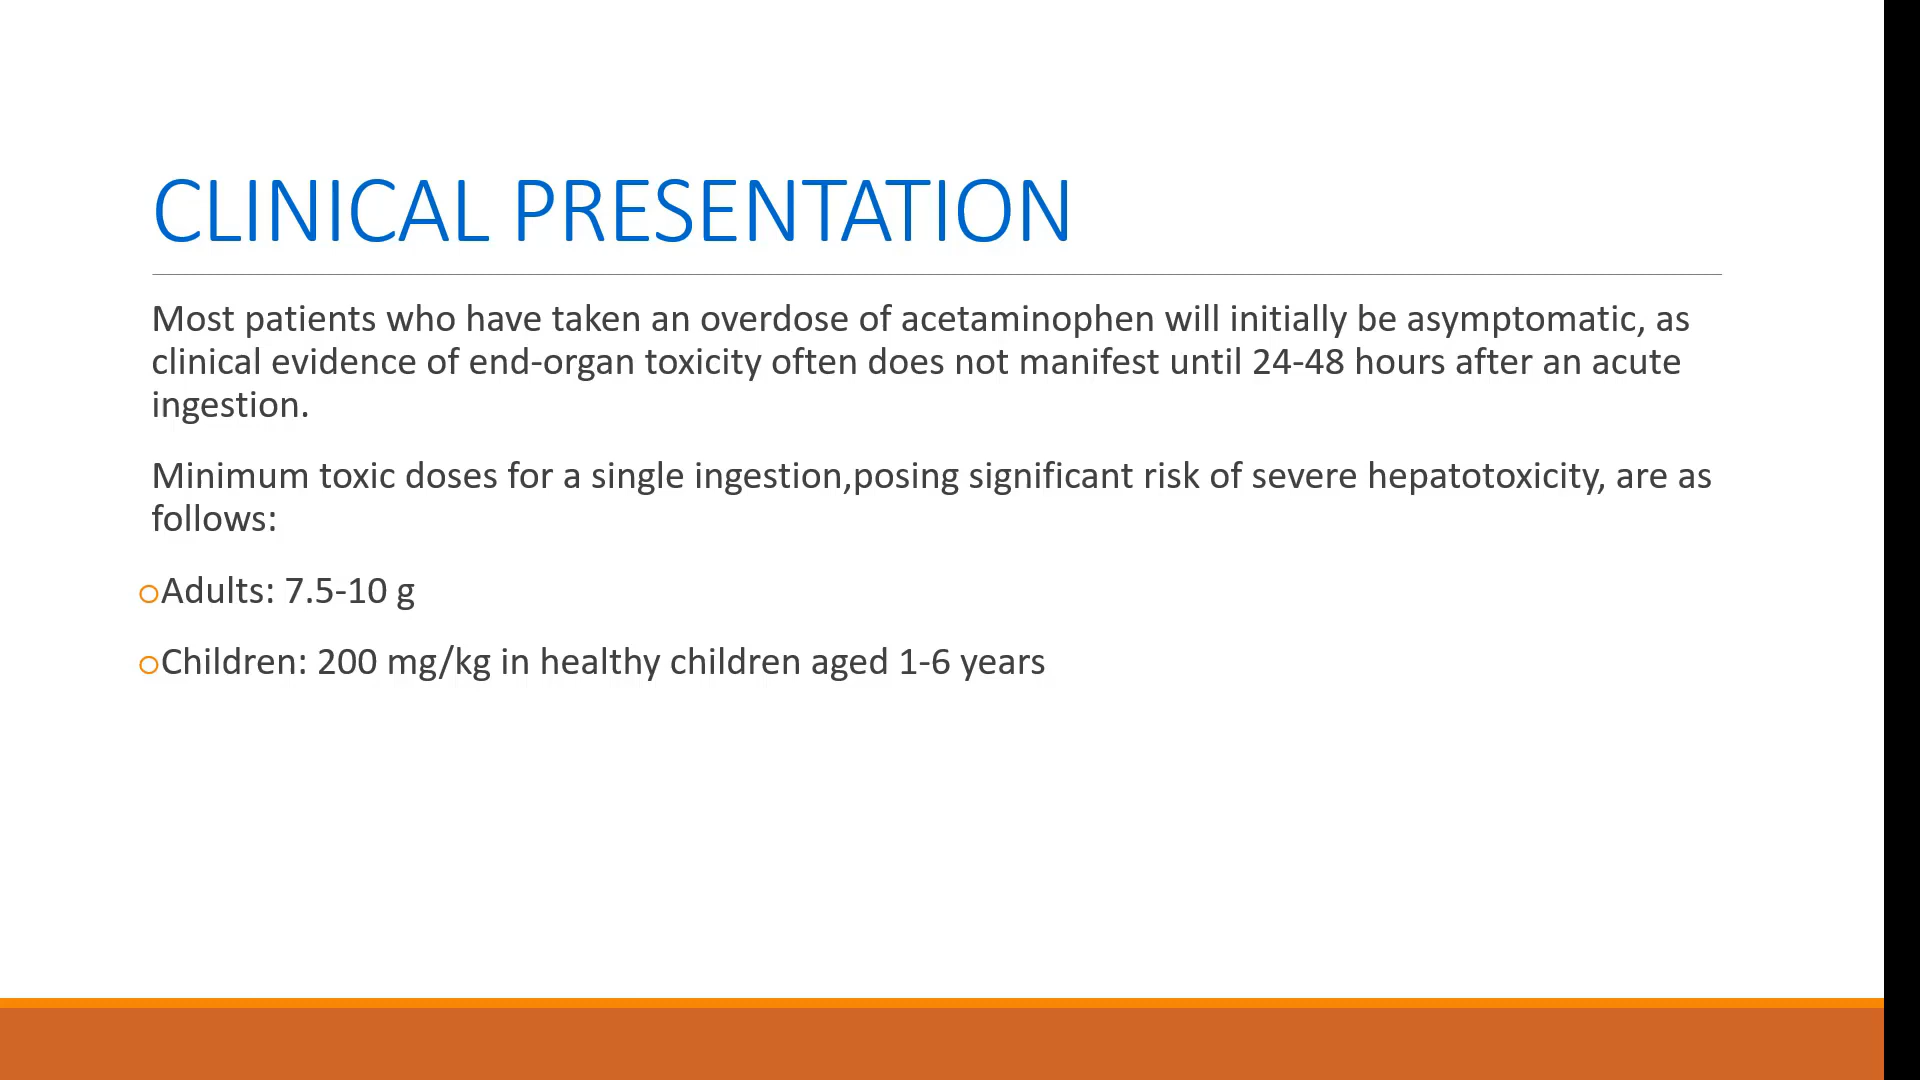 CLINICAL PRESENTATION
Most patients who have taken an overdose of acetaminophen will initially be asymptomatic, as
clinical evidence of end-organ toxicity often does not manifest until 24-48 hours after an acute
ingestion.
Minimum toxic doses for a single ingestion,posing significant risk of severe hepatotoxicity, are as
follows:
oAdults: 7.5-10 g
oChildren: 200 mg/kg in healthy children aged 1-6 years